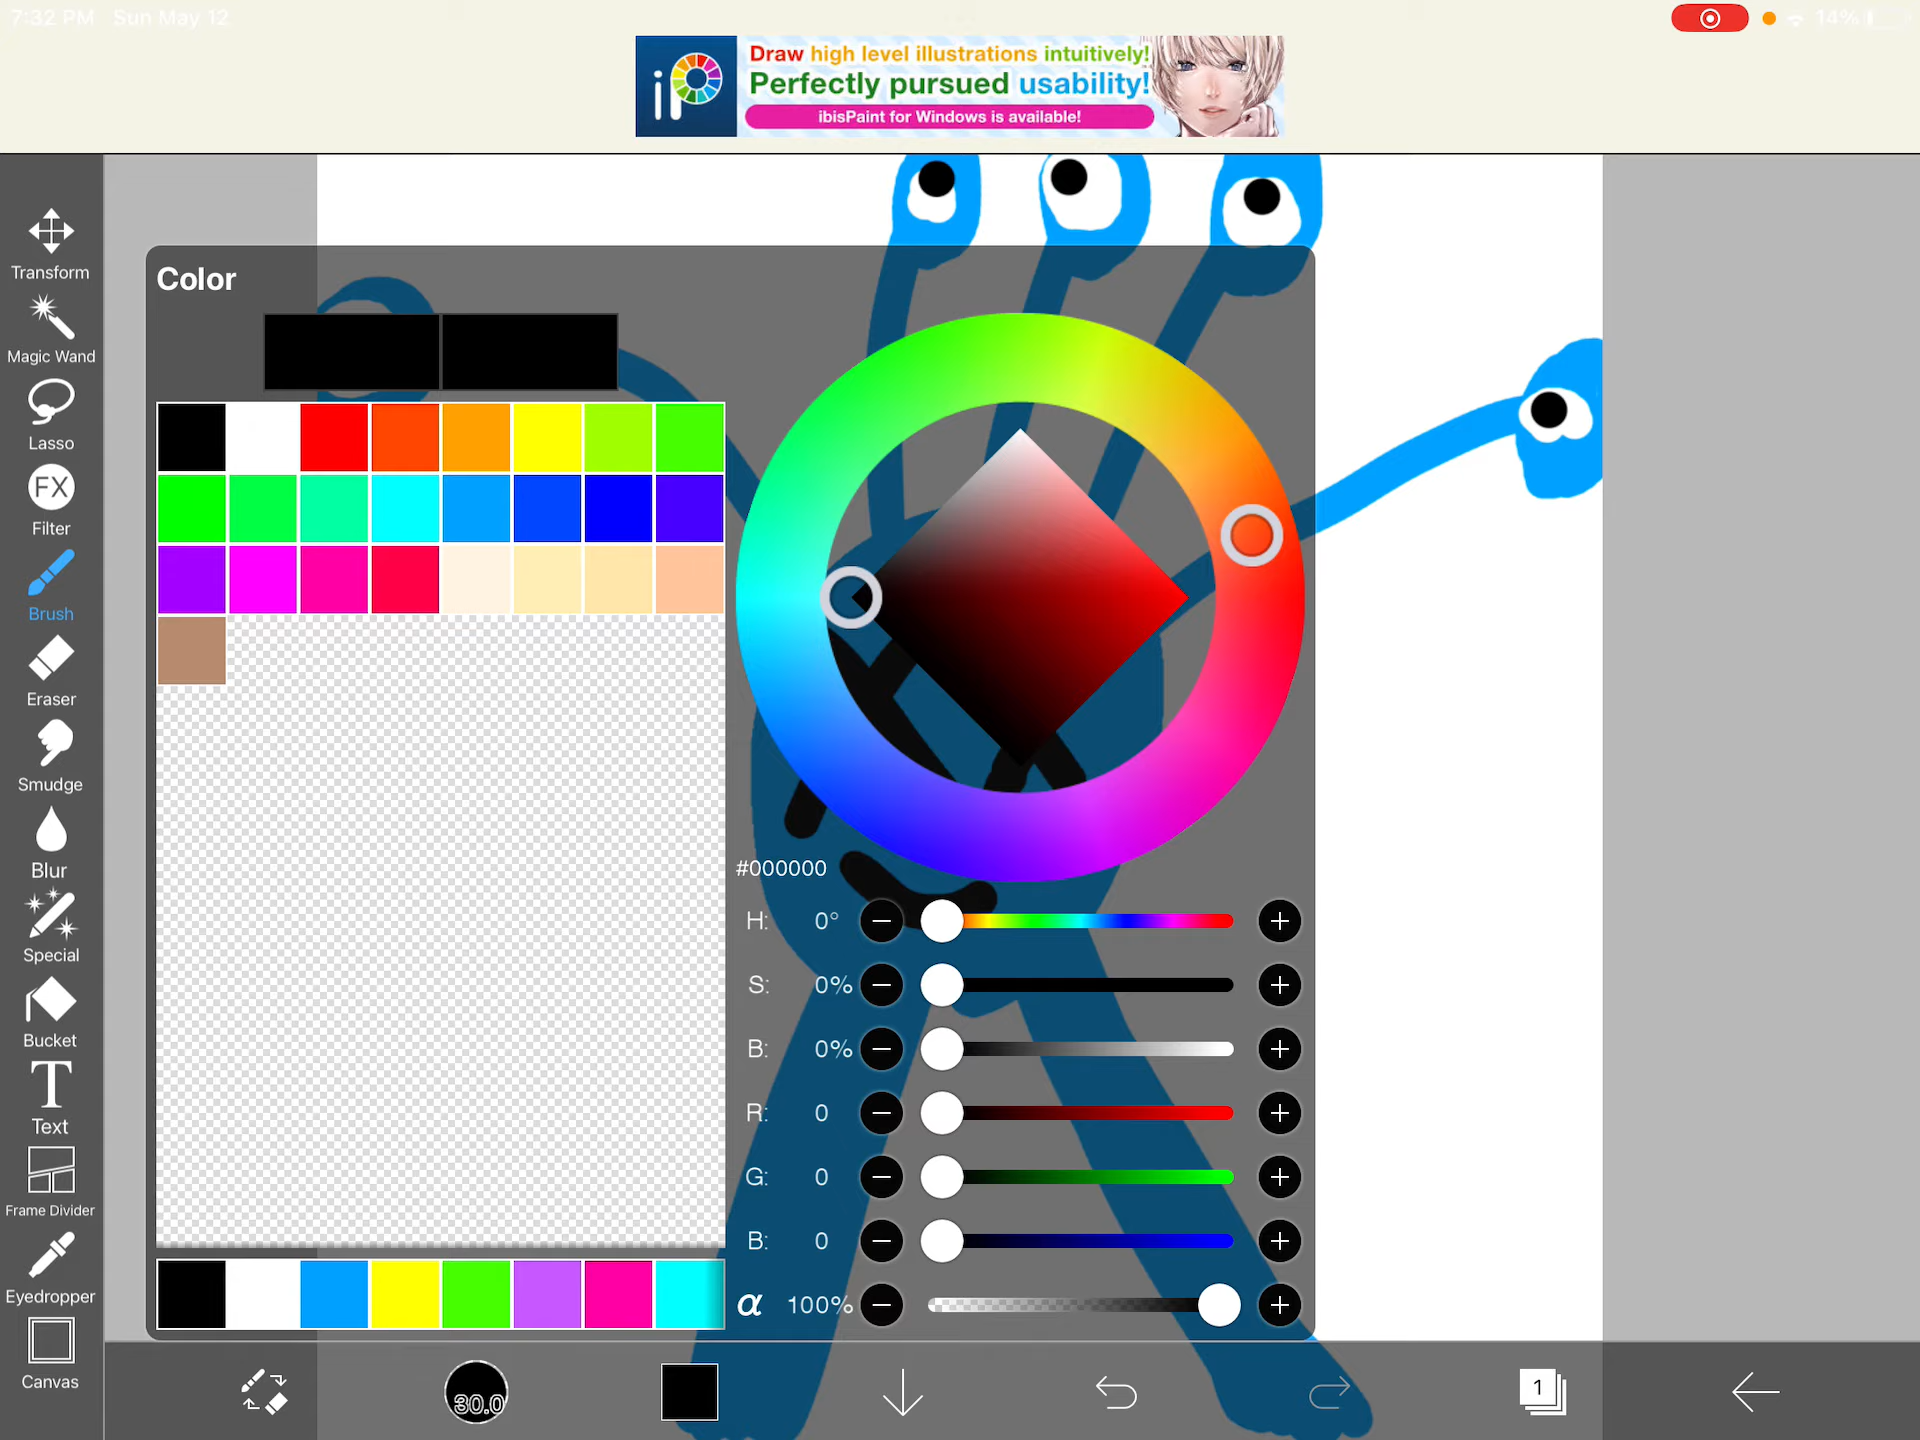 7:32 PM Sun May 12
14%
iP
Draw high level illustrations intuitively!
Perfectly pursued usability!
ibisPaint for Windows is available!
Transform
Magic Wand
Lasso
FX
Filter
Brush
Eraser
Smudge
Blur
Special
Bucket
T
Text
Frame Divider
Eyedropper
Canvas
Color
#000000
H: 0°
S: 0%
B: 0%
R: 0
G: 0
B: 0
α 100%
30.0
1